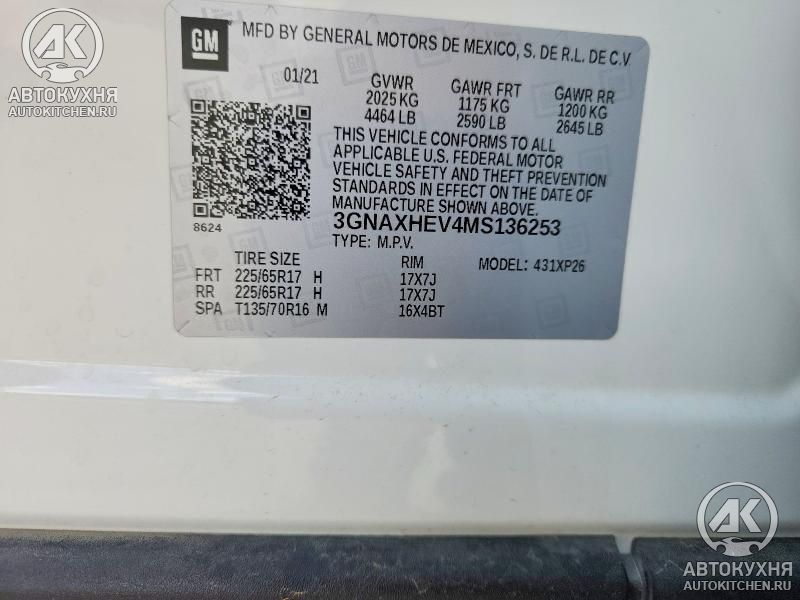 GM
MFD BY GENERAL MOTORS DE MEXICO, S. DE R.L. DE C.V.
01/21 GVWR GAWR FRT GAWR RR
2025 KG 1175 KG 1200 KG
4464 LB 2590 LB 2645 LB
THIS VEHICLE CONFORMS TO ALL
APPLICABLE U.S. FEDERAL MOTOR
VEHICLE SAFETY AND THEFT PREVENTION
STANDARDS IN EFFECT ON THE DATE OF
MANUFACTURE SHOWN ABOVE.
8624
3GNAXHEV4MS136253
TYPE: M.P.V.
TIRE SIZE RIM MODEL: 431XP26
FRT 225/65R17 H 17X7J
RR 225/65R17 H 17X7J
SPA T135/70R16 M 16X4BT
АК
АВТОКУХНЯ
AUTOKITCHEN.RU
АК
АВТОКУХНЯ
AUTOKITCHEN.RU